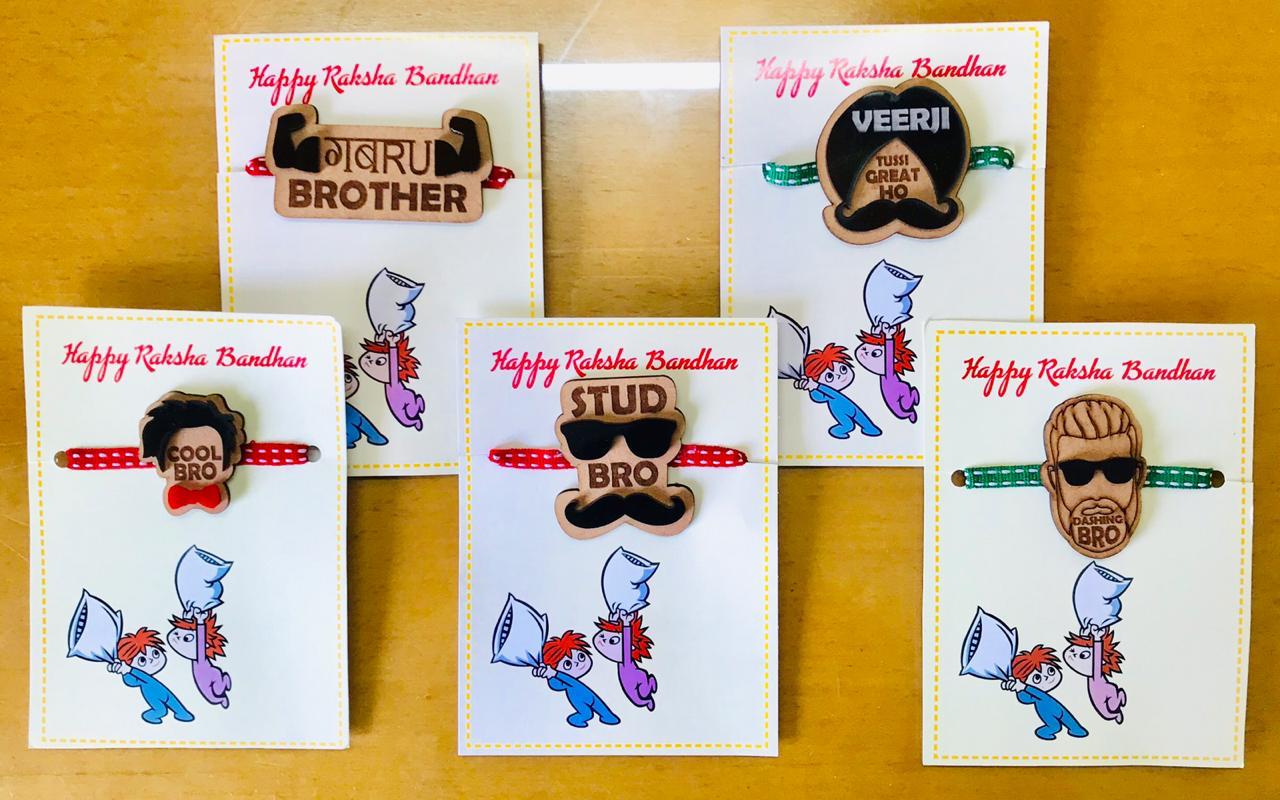 Happy Raksha Bandhan
गबRU
BROTHER
Happy Raksha Bandhan
VEERJI
TUSSI
GREAT
HO
Happy Raksha Bandhan
COOL
BRO
Happy Raksha Bandhan
STUD
BRO
Happy Raksha Bandhan
DASHING
BRO